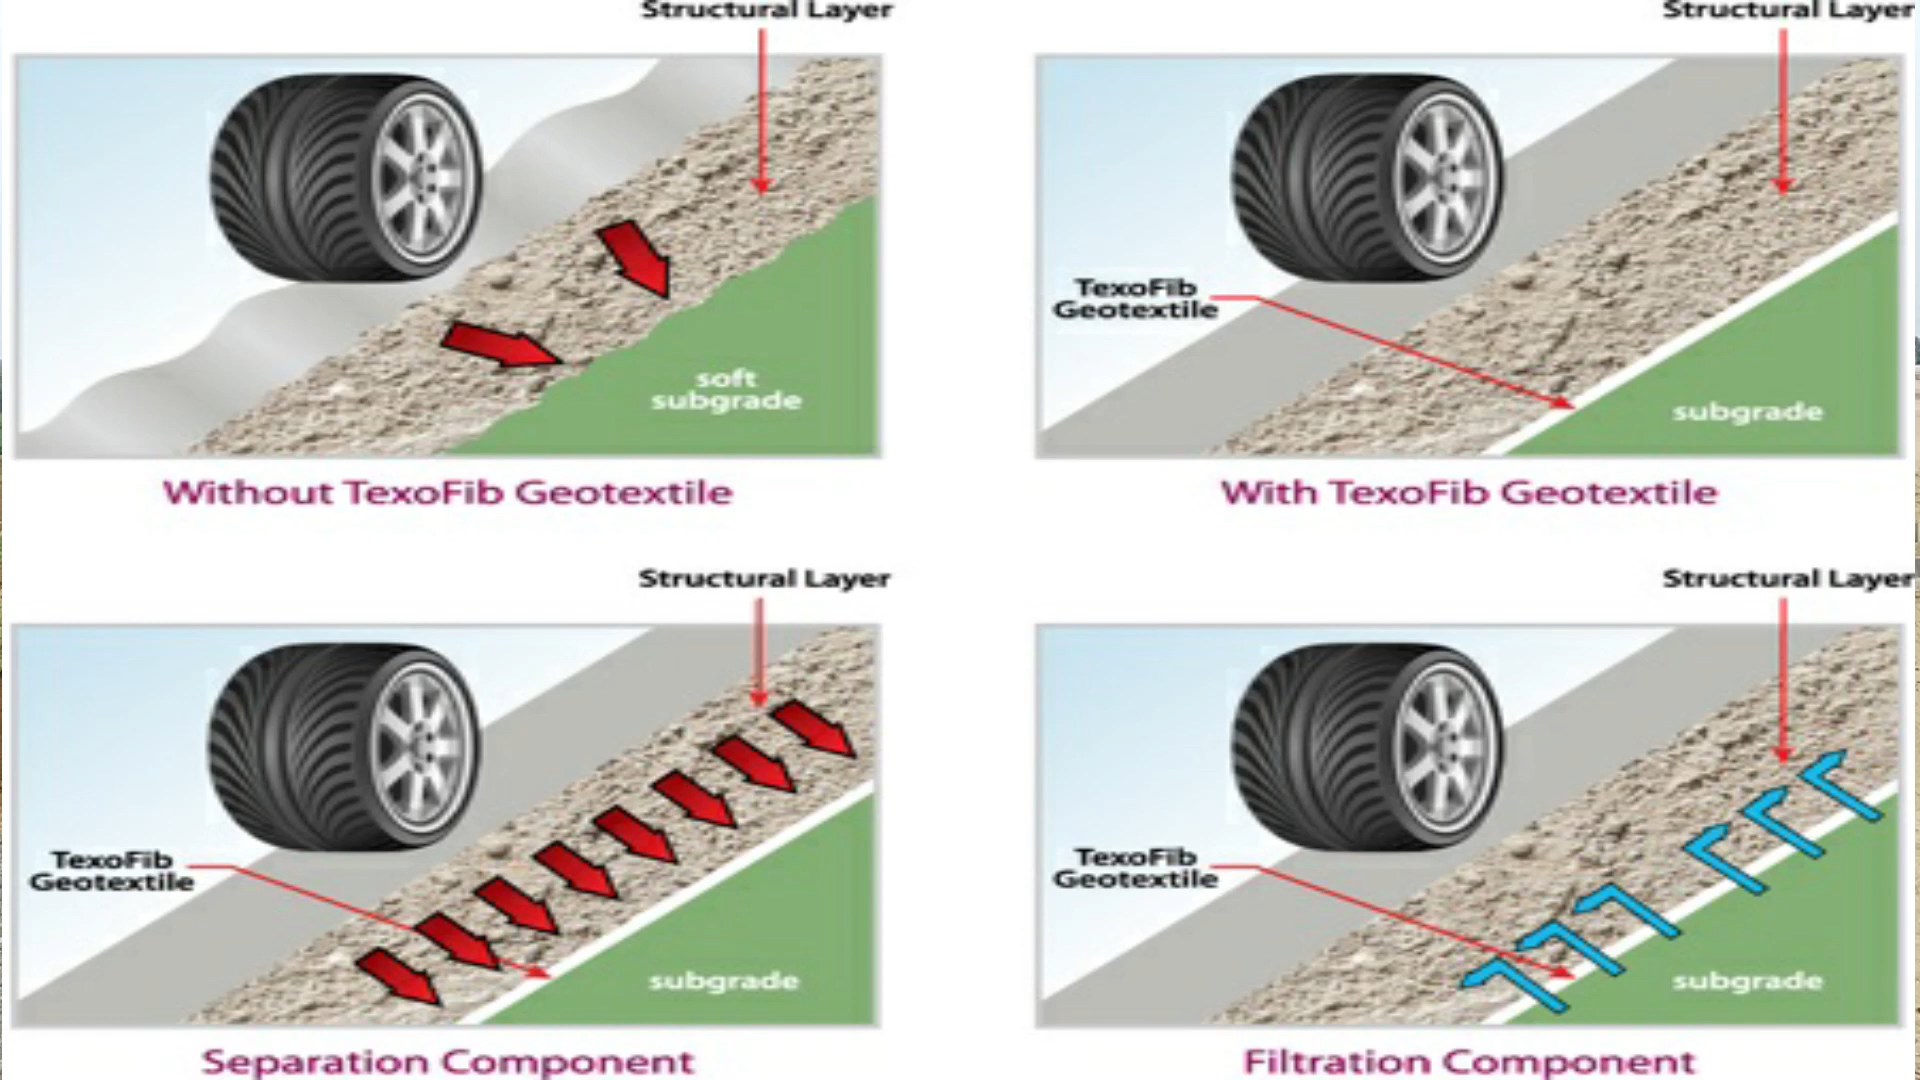 Structural Layer
Structural Layer
soft
subgrade
Without TexoFib Geotextile
TexoFib
Geotextile
subgrade
With TexoFib Geotextile
Structural Layer
TexoFib
Geotextile
subgrade
Separation Component
Structural Layer
TexoFib
Geotextile
subgrade
Filtration Component